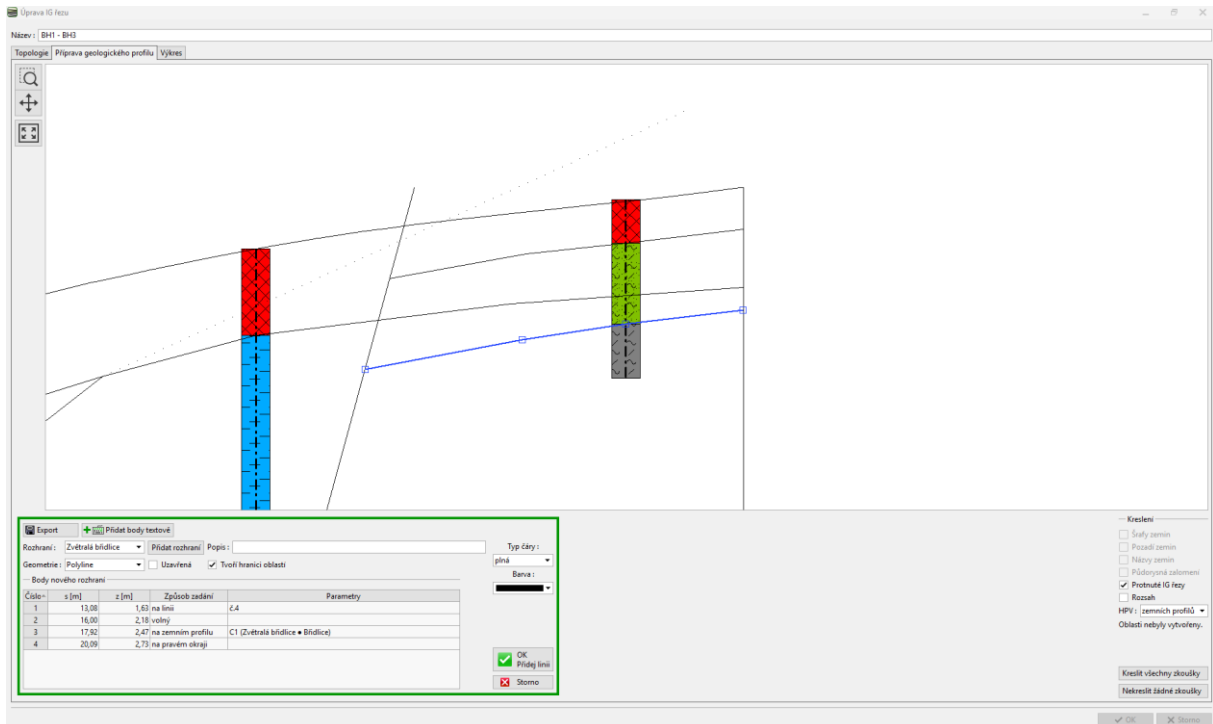 Úprava IG řezu
Název : BH1 - BH3
Topologie Příprava geologického profilu Výkres
Export Přidat body textově
Rozhraní : Zvětralá břidlice Přidat rozhraní Popis :
Geometrie : Polyline Uzavřená Tvoří hranici oblastí
Body nového rozhraní
Číslo s [m] z [m] Způsob zadání Parametry
1 13,08 1,63 na linii č.4
2 16,00 2,18 volný
3 17,92 2,47 na zemním profilu C1 (Zvětralá břidlice ● Břidlice)
4 20,09 2,73 na pravém okraji
Typ čáry :
plná
Barva :
OK
Přidej linii
Storno
Kreslení
Šrafy zemin
Pozadí zemin
Názvy zemin
Půdorysná zalomení
Protnuté IG řezy
Rozsah
HPV : zemních profilů
Oblasti nebyly vytvořeny.
Kreslit všechny zkoušky
Nekreslit žádné zkoušky
OK Storno